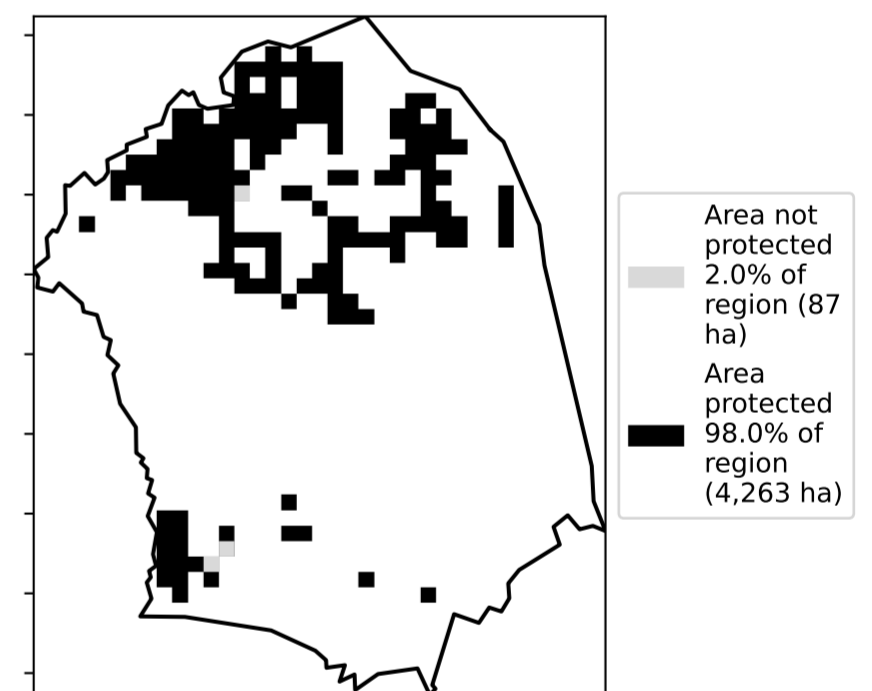 Area not
protected
2.0% of
region (87
ha)
Area
protected
98.0% of
region
(4,263 ha)